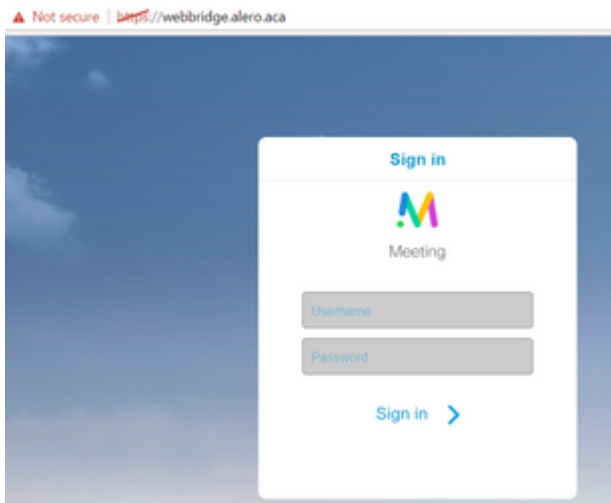 Not secure | https://webbridge.alero.aca
Sign in
Meeting
Username
Password
Sign in